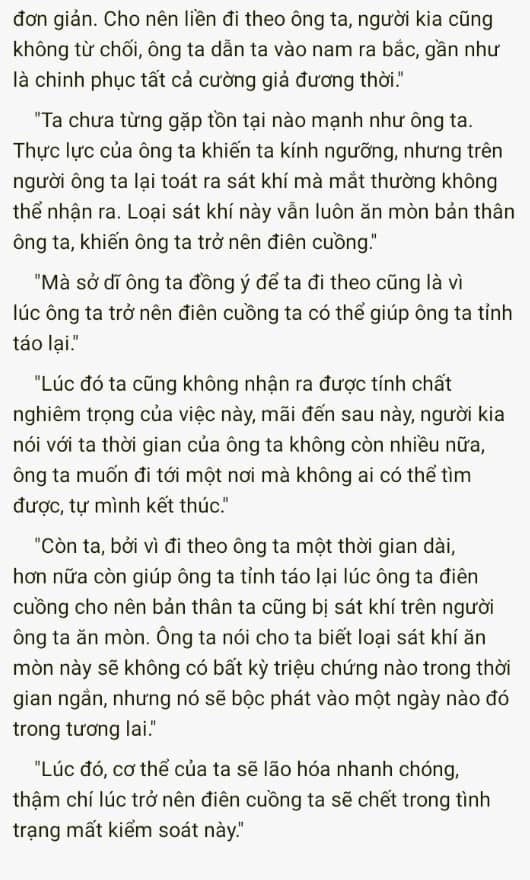 đơn giản. Cho nên liền đi theo ông ta, người kia cũng
không từ chối, ông ta dẫn ta vào nam ra bắc, gần như
là chinh phục tất cả cường giả đương thời."
"Ta chưa từng gặp tồn tại nào mạnh như ông ta.
Thực lực của ông ta khiến ta kính ngưỡng, nhưng trên
người ông ta lại toát ra sát khí mà mắt thường không
thể nhận ra. Loại sát khí này vẫn luôn ăn mòn bản thân
ông ta, khiến ông ta trở nên điên cuồng."
"Mà sở dĩ ông ta đồng ý để ta đi theo cũng là vì
lúc ông ta trở nên điên cuồng ta có thể giúp ông ta tỉnh
táo lại."
"Lúc đó ta cũng không nhận ra được tính chất
nghiêm trọng của việc này, mãi đến sau này, người kia
nói với ta thời gian của ông ta không còn nhiều nữa,
ông ta muốn đi tới một nơi mà không ai có thể tìm
được, tự mình kết thúc."
"Còn ta, bởi vì đi theo ông ta một thời gian dài,
hơn nữa còn giúp ông ta tỉnh táo lại lúc ông ta điên
cuồng cho nên bản thân ta cũng bị sát khí trên người
ông ta ăn mòn. Ông ta nói cho ta biết loại sát khí ăn
mòn này sẽ không có bất kỳ triệu chứng nào trong thời
gian ngắn, nhưng nó sẽ bộc phát vào một ngày nào đó
trong tương lai."
"Lúc đó, cơ thể của ta sẽ lão hóa nhanh chóng,
thậm chí lúc trở nên điên cuồng ta sẽ chết trong tình
trạng mất kiểm soát này."